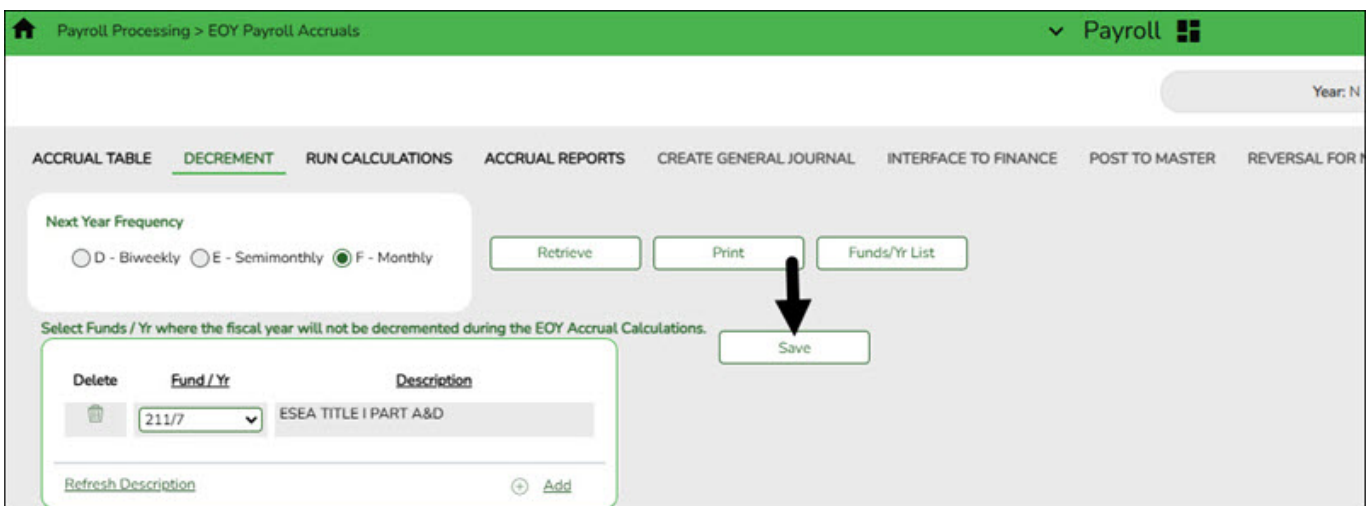 Payroll Processing > EOY Payroll Accruals
Payroll
Year: N
ACCRUAL TABLE DECREMENT RUN CALCULATIONS ACCRUAL REPORTS CREATE GENERAL JOURNAL INTERFACE TO FINANCE POST TO MASTER REVERSAL FOR N
Next Year Frequency
D - Biweekly E - Semimonthly F - Monthly
Retrieve Print Funds/Yr List
Select Funds / Yr where the fiscal year will not be decremented during the EOY Accrual Calculations.
Save
Delete Fund / Yr Description
211/7 ESEA TITLE I PART A&D
Refresh Description Add